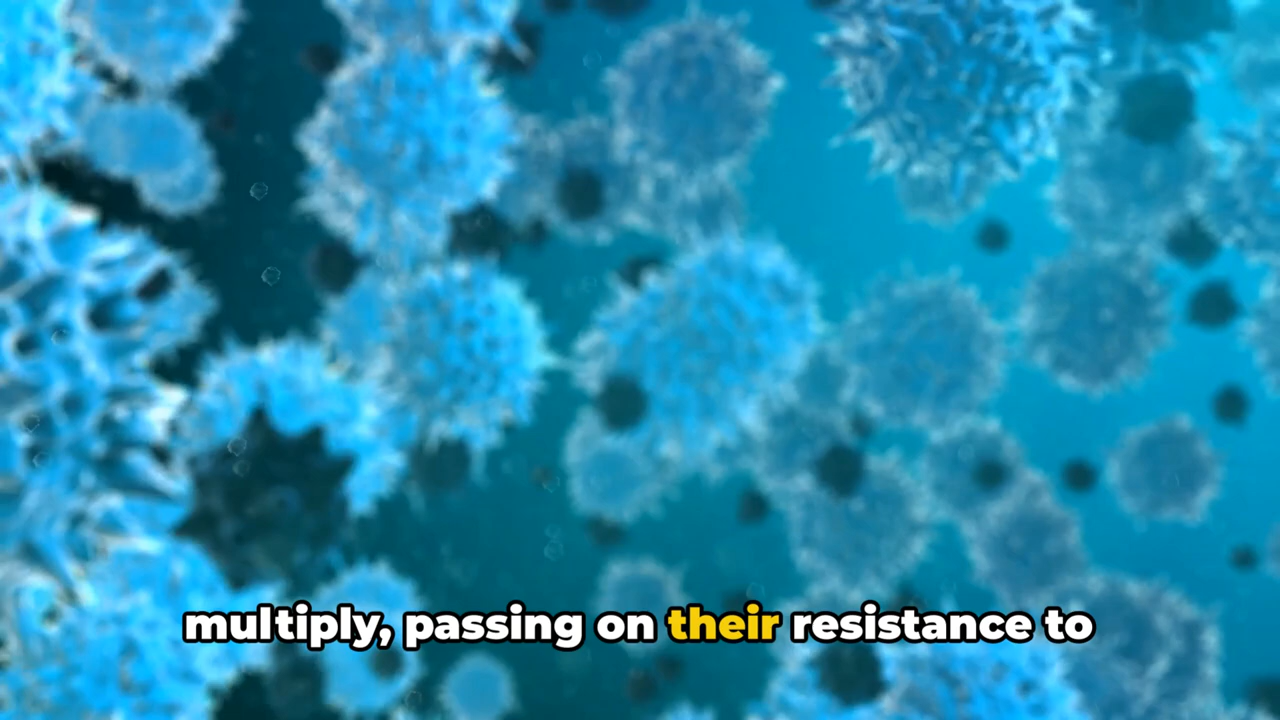 multiply, passing on their resistance to